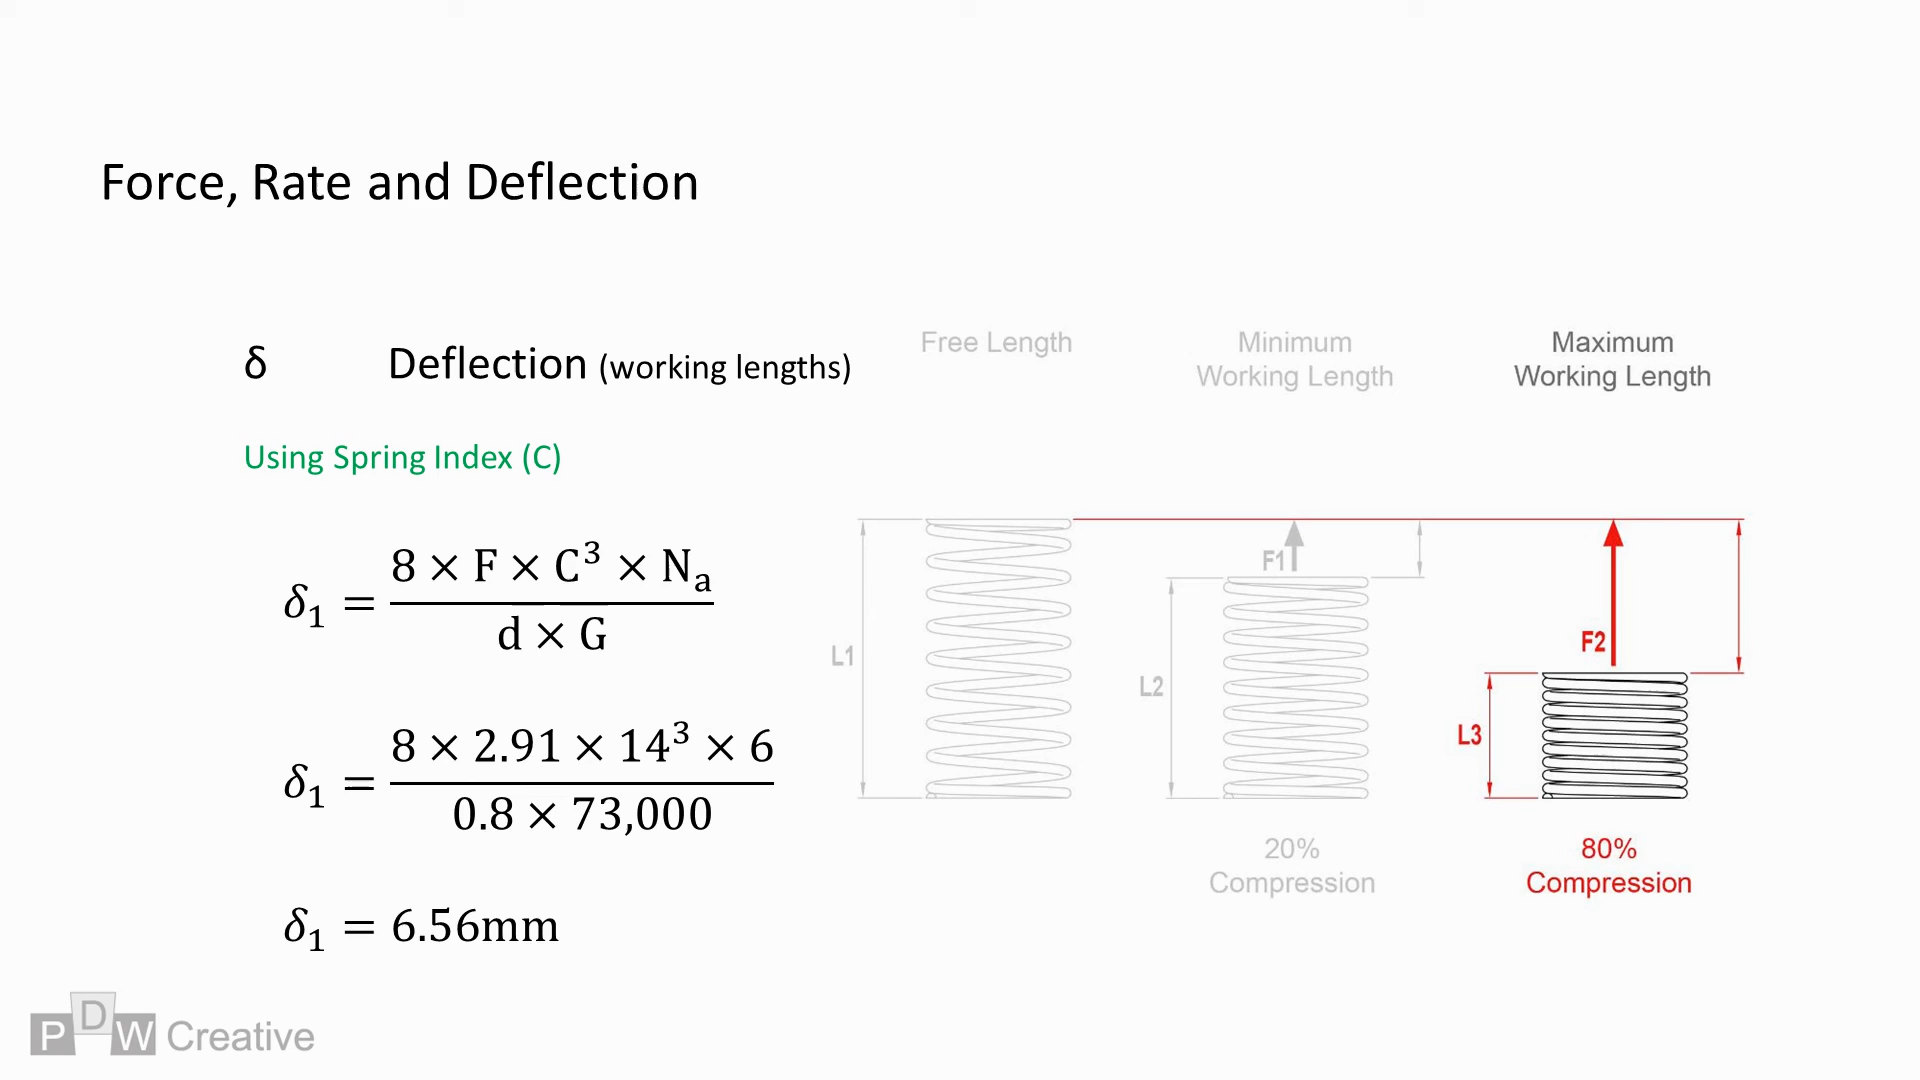 Force, Rate and Deflection
δ Deflection (working lengths)
Using Spring Index (C)
δ₁ = (8 × F × C³ × Nₐ) / (d × G)
δ₁ = (8 × 2.91 × 14³ × 6) / (0.8 × 73,000)
δ₁ = 6.56mm
Free Length
Minimum
Working Length
Maximum
Working Length
F1
F2
L1
L2
L3
20%
Compression
80%
Compression
PDW Creative